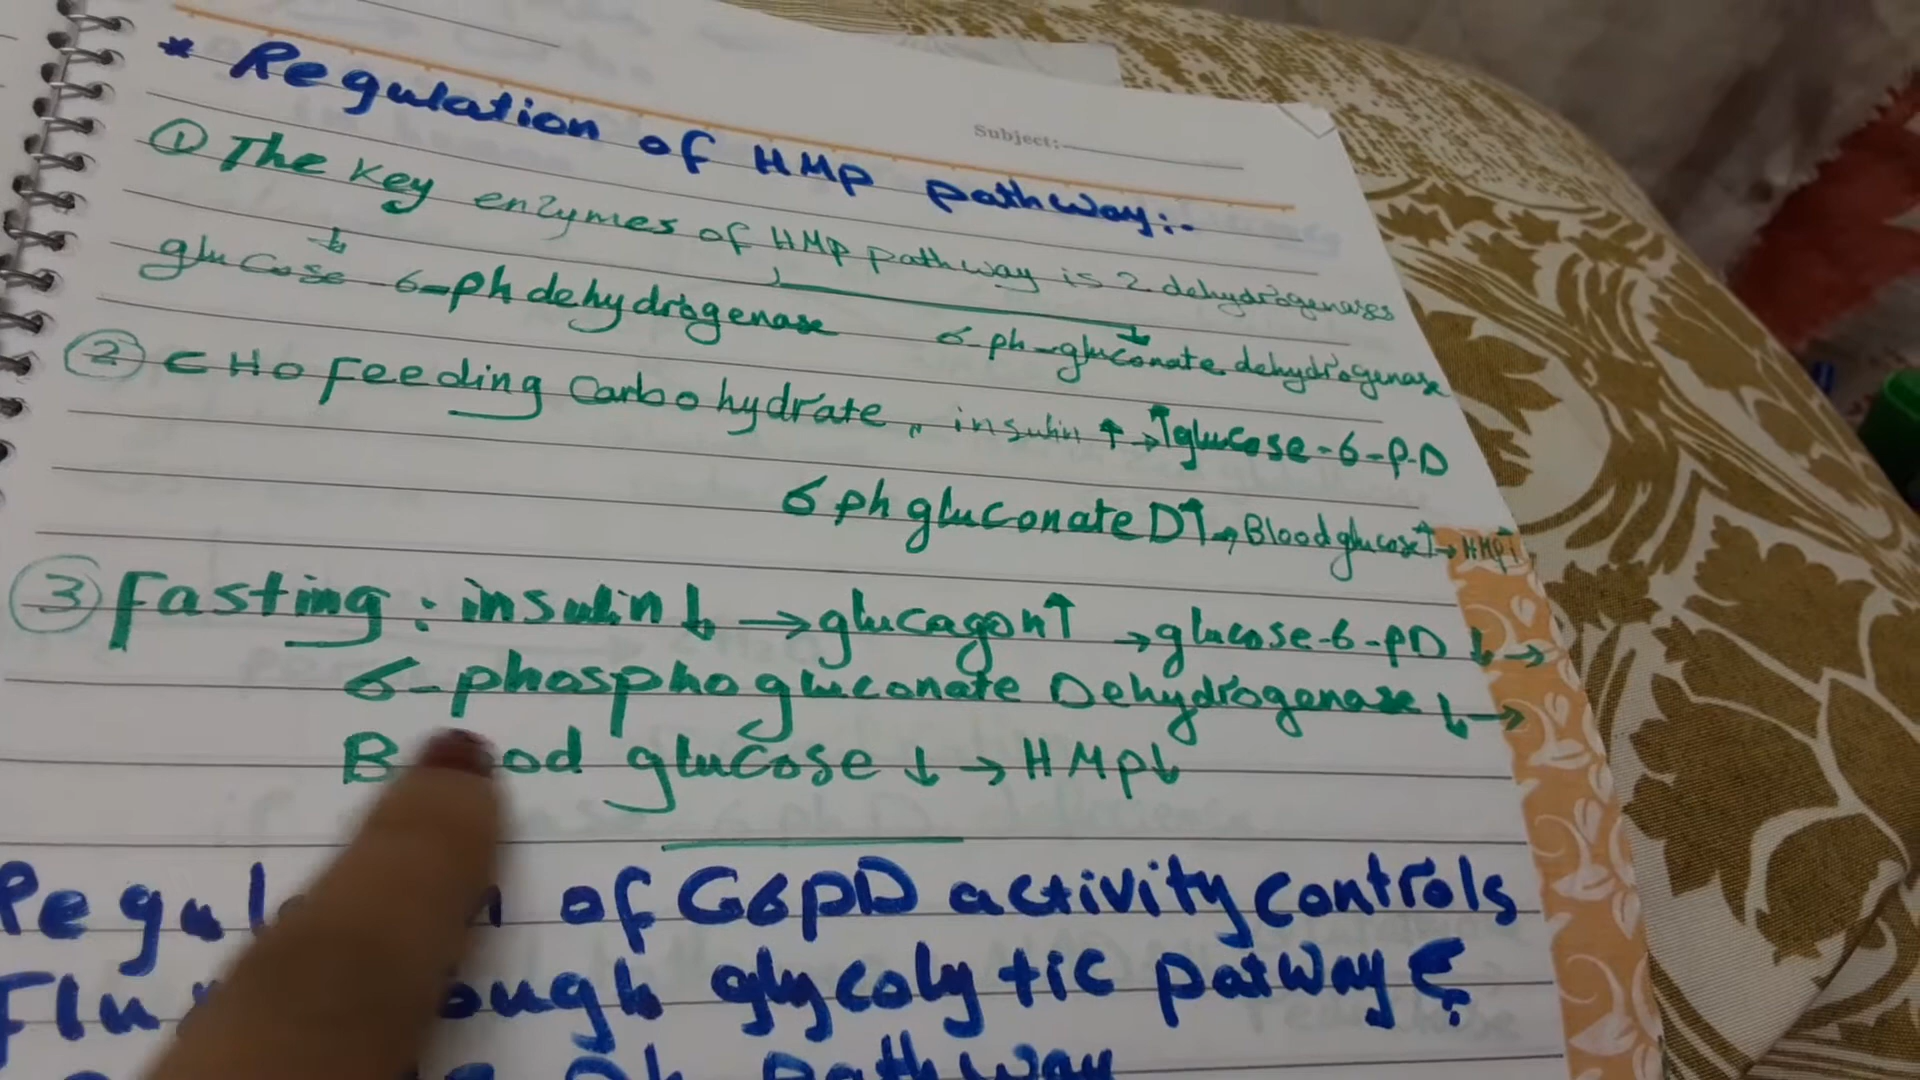 Subject:
* Regulation of HMP pathway:-
① The key enzymes of HMP pathway is 2 dehydrogenases
glucose-6-ph dehydrogenase 6-ph-gluconate dehydrogenase
② CHO Feeding Carbohydrate, insulin ↑ → ↑glucose-6-P-D
6 ph gluconate D↑ → Blood glucose↑ → HMP↑
③ Fasting: insulin ↓ → glucagon↑ → glucose-6-PD ↓ →
6-phosphogluconate Dehydrogenase ↓ →
glucose ↓ → HMP↓
of G6PD activity controls
glycolytic patway &
pathway